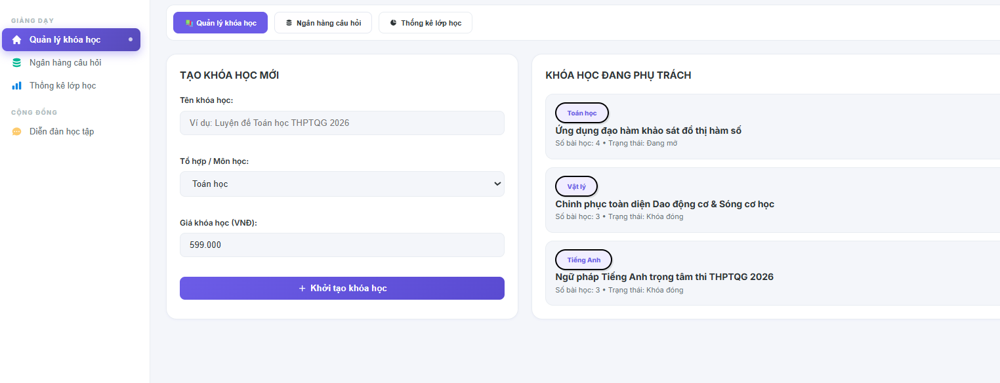 GIẢNG DẠY
Quản lý khóa học
Ngân hàng câu hỏi
Thống kê lớp học
CỘNG ĐỒNG
Diễn đàn học tập
Quản lý khóa học
Ngân hàng câu hỏi
Thống kê lớp học
TẠO KHÓA HỌC MỚI
Tên khóa học:
Ví dụ: Luyện đề Toán học THPTQG 2026
Tổ hợp / Môn học:
Toán học
Giá khóa học (VNĐ):
599.000
+ Khởi tạo khóa học
KHÓA HỌC ĐANG PHỤ TRÁCH
Toán học
Ứng dụng đạo hàm khảo sát đồ thị hàm số
Số bài học: 4 • Trạng thái: Đang mở
Vật lý
Chinh phục toàn diện Dao động cơ & Sóng cơ học
Số bài học: 3 • Trạng thái: Khóa đóng
Tiếng Anh
Ngữ pháp Tiếng Anh trọng tâm thi THPTQG 2026
Số bài học: 3 • Trạng thái: Khóa đóng